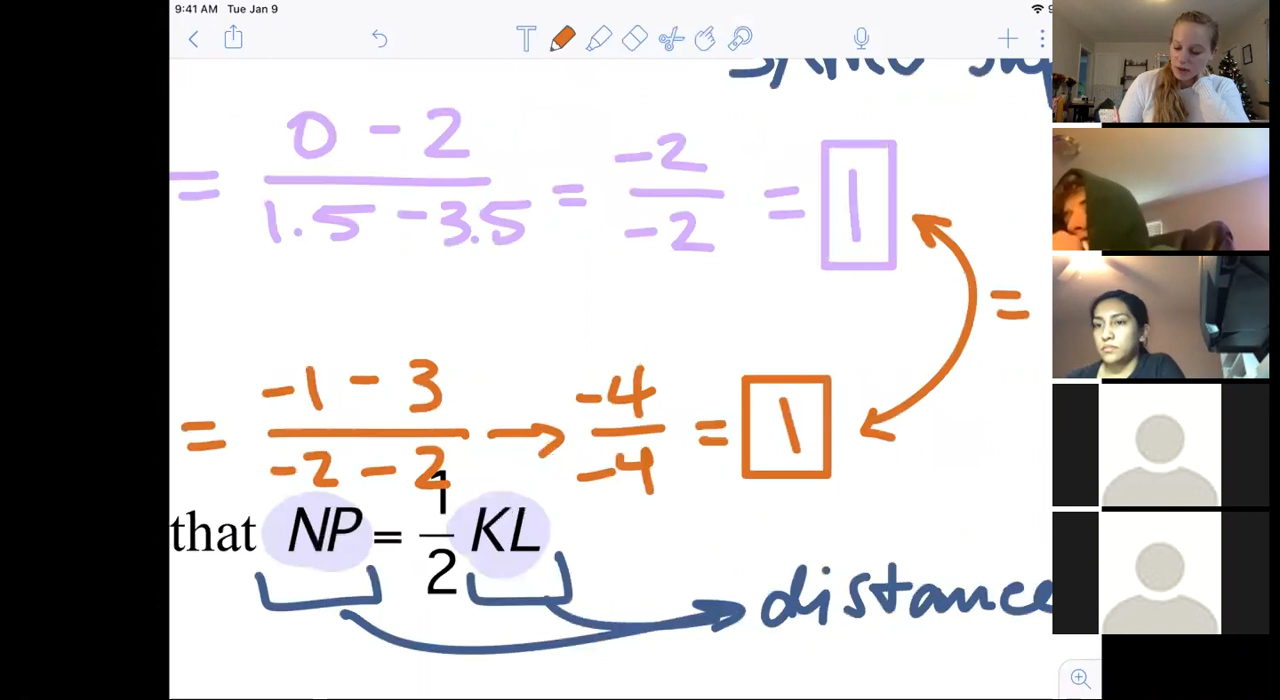 9:41 AM Tue Jan 9
= 0 - 2 / 1.5 - 3.5 = -2 / -2 = 1
=
= -1 - 3 / -2 - 2 → -4 / -4 = 1
that NP = 1/2 KL
distance